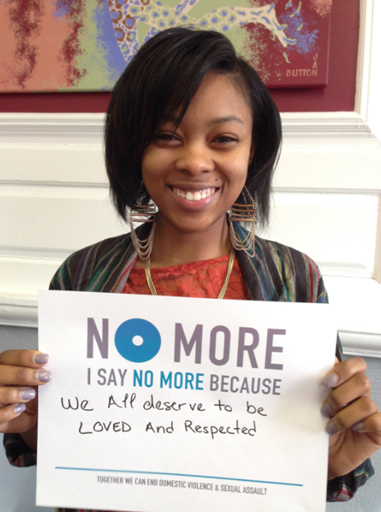 J
A
BUTTON
NO MORE
I SAY NO MORE BECAUSE
We All deserve to be
LOVED And Respected
TOGETHER WE CAN END DOMESTIC VIOLENCE & SEXUAL ASSAULT